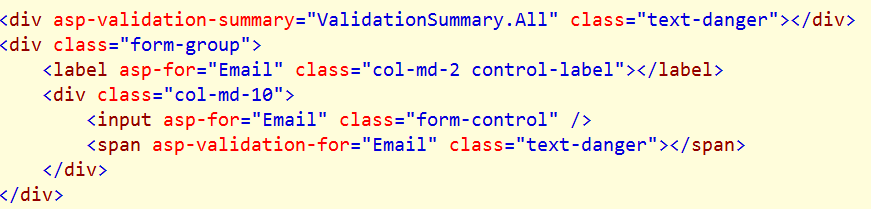 <div asp-validation-summary="ValidationSummary.All" class="text-danger"></div>
<div class="form-group">
    <label asp-for="Email" class="col-md-2 control-label"></label>
    <div class="col-md-10">
        <input asp-for="Email" class="form-control" />
        <span asp-validation-for="Email" class="text-danger"></span>
    </div>
</div>